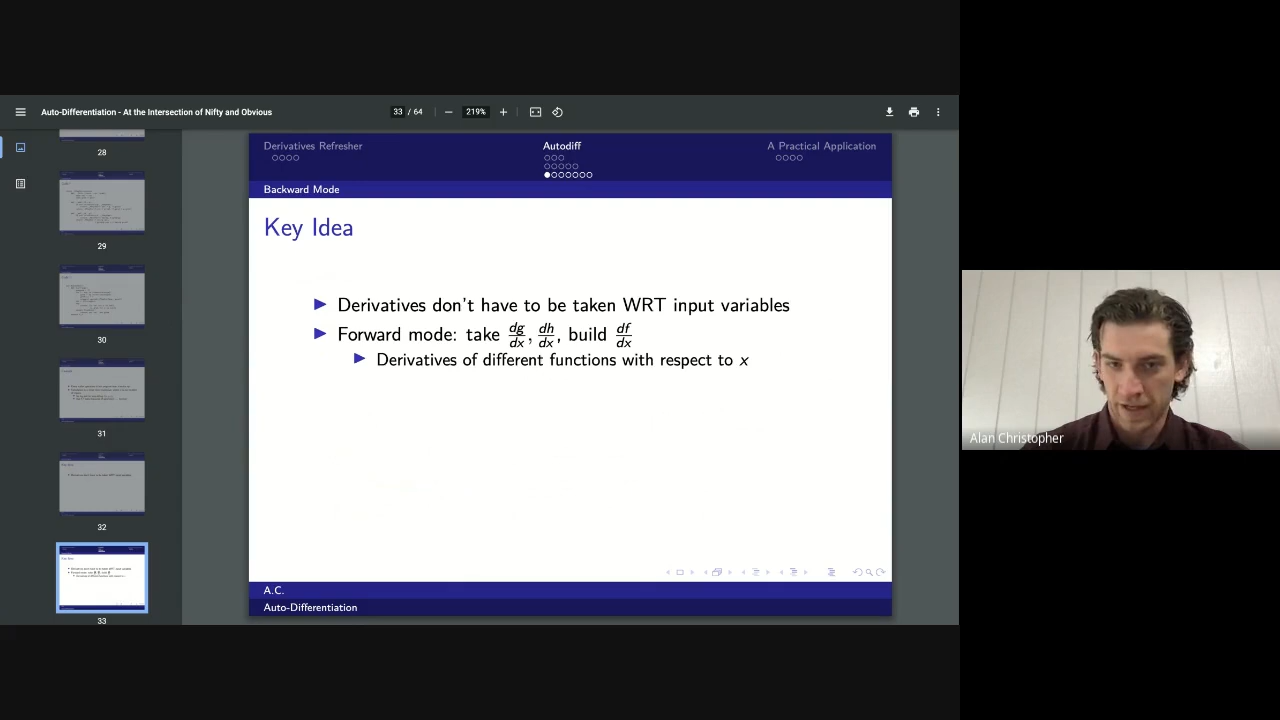 Auto-Differentiation - At the Intersection of Nifty and Obvious
33 / 64
219%
28
29
30
31
32
33
Derivatives Refresher
Autodiff
A Practical Application
Backward Mode
Key Idea
Derivatives don't have to be taken WRT input variables
Forward mode: take dg/dx, dh/dx, build df/dx
Derivatives of different functions with respect to x
A.C.
Auto-Differentiation
Alan Christopher